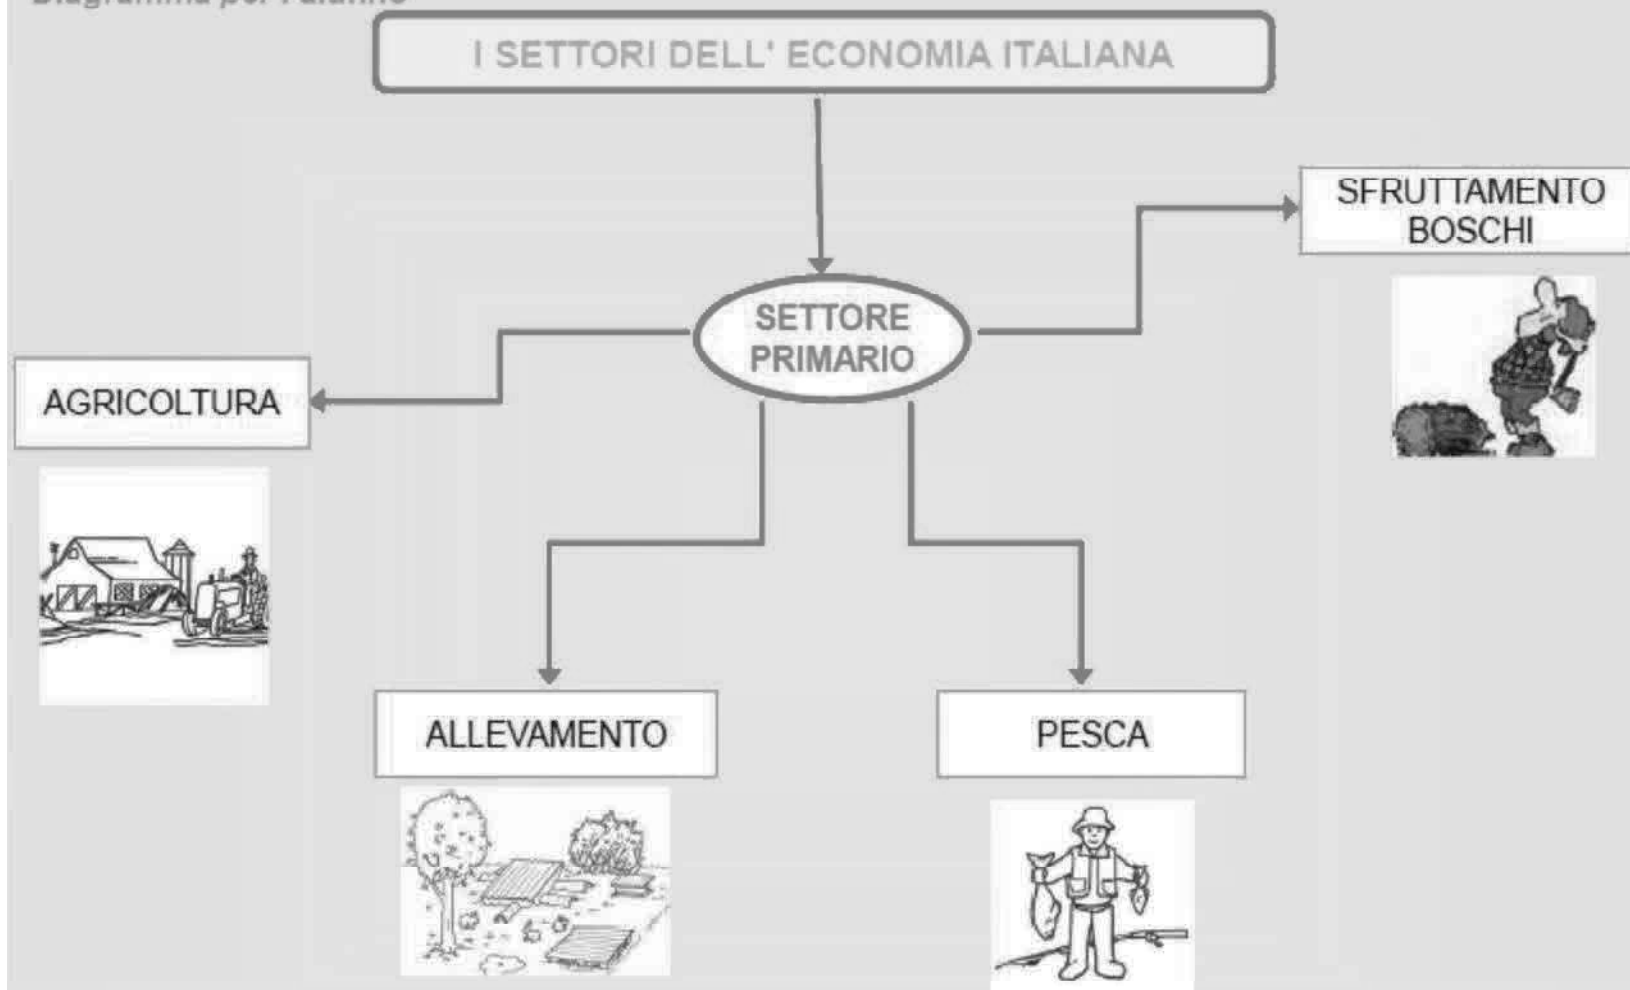 I SETTORI DELL' ECONOMIA ITALIANA
SFRUTTAMENTO
BOSCHI
SETTORE
PRIMARIO
AGRICOLTURA
ALLEVAMENTO
PESCA